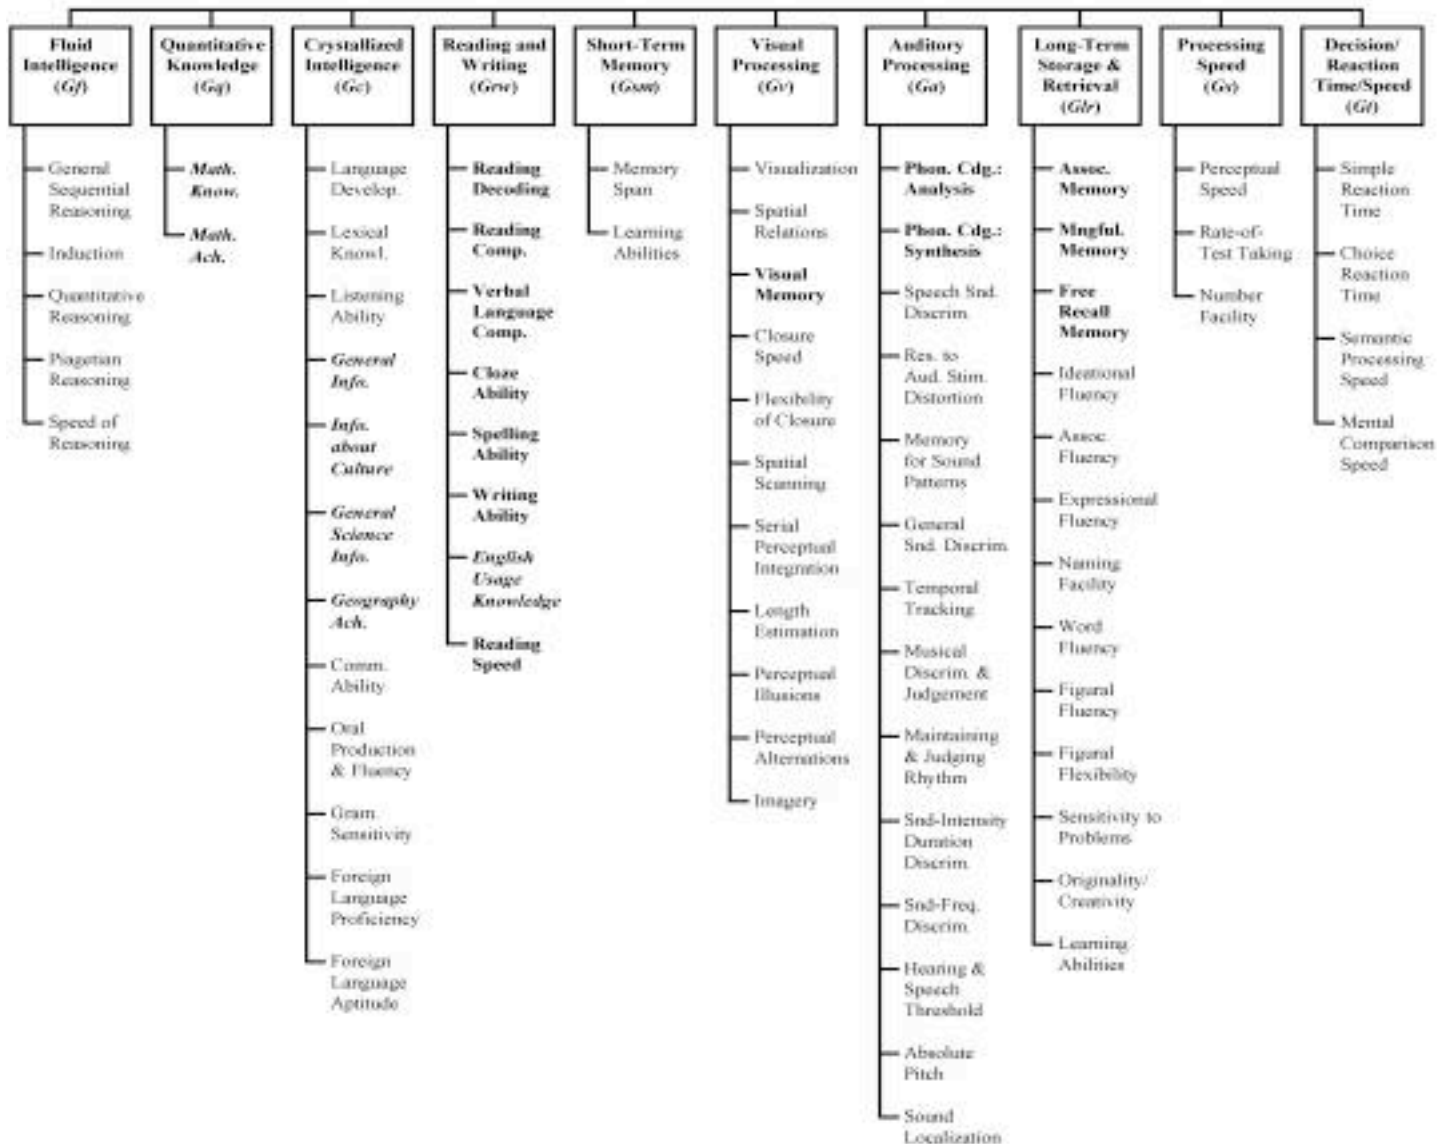 Fluid
Intelligence
(Gf)
General
Sequential
Reasoning
Induction
Quantitative
Reasoning
Piagetian
Reasoning
Speed of
Reasoning
Quantitative
Knowledge
(Gq)
Math.
Know.
Math.
Ach.
Crystallized
Intelligence
(Gc)
Language
Develop.
Lexical
Knowl.
Listening
Ability
General
Info.
Info.
about
Culture
General
Science
Info.
Geography
Ach.
Comm.
Ability
Oral
Production
& Fluency
Gram.
Sensitivity
Foreign
Language
Proficiency
Foreign
Language
Aptitude
Reading and
Writing
(Grw)
Reading
Decoding
Reading
Comp.
Verbal
Language
Comp.
Cloze
Ability
Spelling
Ability
Writing
Ability
English
Usage
Knowledge
Reading
Speed
Short-Term
Memory
(Gsm)
Memory
Span
Learning
Abilities
Visual
Processing
(Gv)
Visualization
Spatial
Relations
Visual
Memory
Closure
Speed
Flexibility
of Closure
Spatial
Scanning
Serial
Perceptual
Integration
Length
Estimation
Perceptual
Illusions
Perceptual
Alternations
Imagery
Auditory
Processing
(Ga)
Phon. Cdg.:
Analysis
Phon. Cdg.:
Synthesis
Speech Snd.
Discrim.
Res. to
Aud. Stim.
Distortion
Memory
for Sound
Patterns
General
Snd. Discrim.
Temporal
Tracking
Musical
Discrim. &
Judgement
Maintaining
& Judging
Rhythm
Snd-Intensity
Duration
Discrim.
Snd-Freq.
Discrim.
Hearing &
Speech
Threshold
Absolute
Pitch
Sound
Localization
Long-Term
Storage &
Retrieval
(Glr)
Assoc.
Memory
Mngful.
Memory
Free
Recall
Memory
Ideational
Fluency
Assoc.
Fluency
Expressional
Fluency
Naming
Facility
Word
Fluency
Figural
Fluency
Figural
Flexibility
Sensitivity to
Problems
Originality/
Creativity
Learning
Abilities
Processing
Speed
(Gs)
Perceptual
Speed
Rate-of-
Test Taking
Number
Facility
Decision/
Reaction
Time/Speed
(Gt)
Simple
Reaction
Time
Choice
Reaction
Time
Semantic
Processing
Speed
Mental
Comparison
Speed